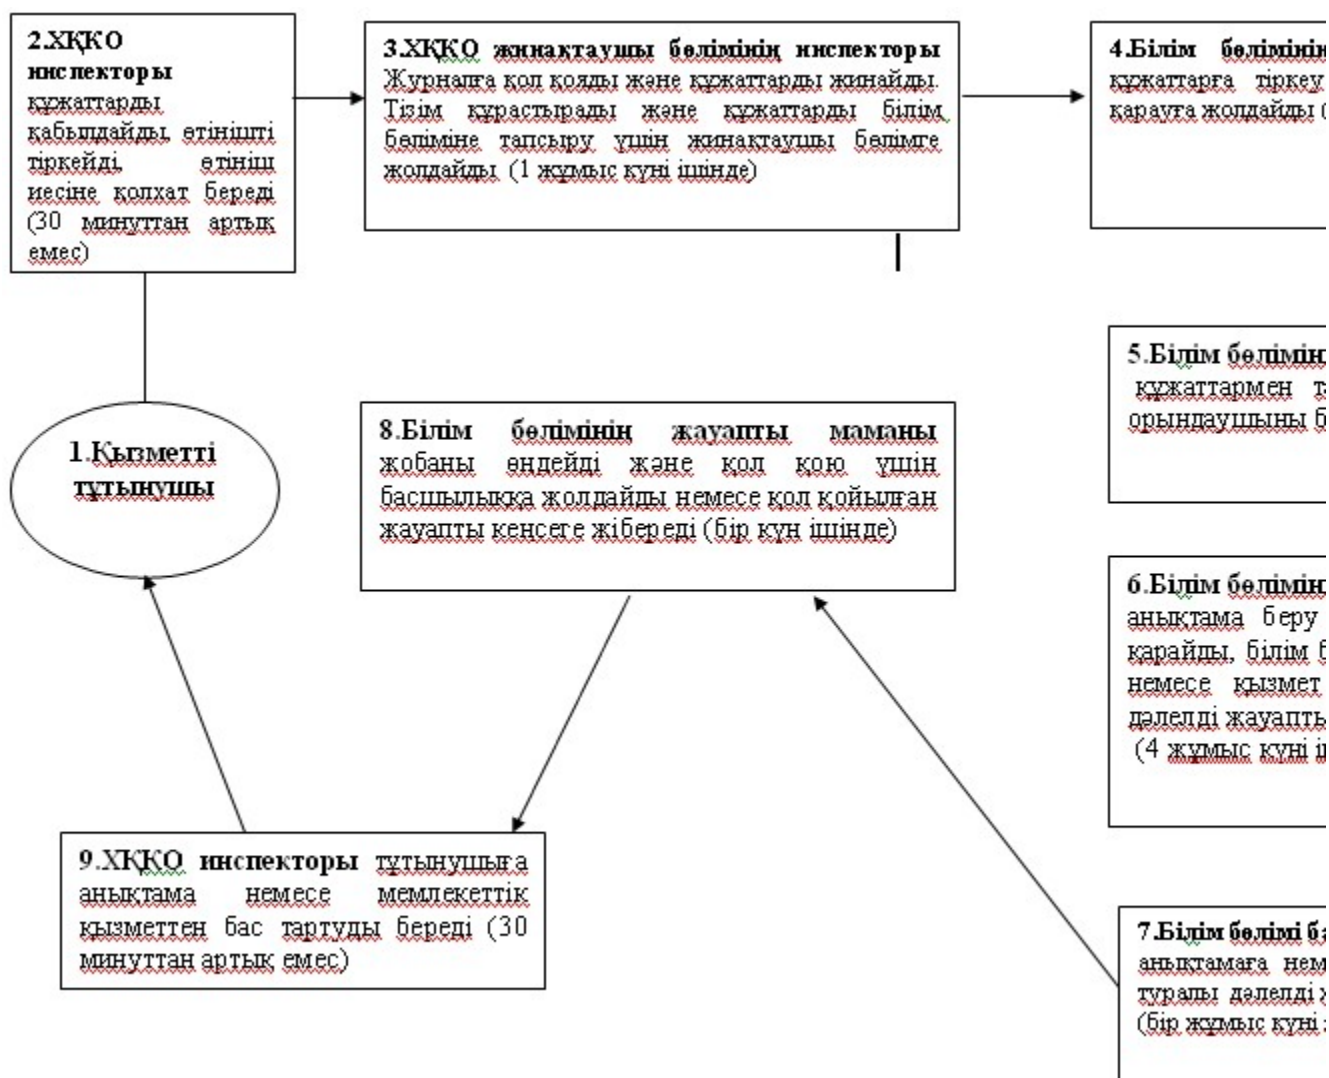 2.ХҚКО
инспекторы
құжаттарды
қабылдайды, өтінішті
тіркейді, өтініш
иесіне қолхат береді
(30 минуттан артық
емес)
3.ХҚКО жинақтаушы бөлімінің инспекторы
Журналға қол қояды және құжаттарды жинайды.
Тізім құрастырады және құжаттарды білім
бөліміне тапсыру үшін жинақтаушы бөлімге
жолдайды (1 жұмыс күні ішінде)
4.Білім бөлімінің
құжаттарға тіркеу
қарауға жолдайды (
5.Білім бөлімін
құжаттармен
орындаушыны
1.Қызметті
тұтынушы
8.Білім бөлімінің жауапты маманы
жобаны өңдейді және қол қою үшін
басшылыққа жолдайды немесе қол қойылған
жауапты кеңсеге жібереді (бір күн ішінде)
6.Білім бөлімін
анықтама беру
қарайды, білім
немесе қызмет
дәлелді жауапты
(4 жұмыс күні
9.ХҚКО инспекторы тұтынушыға
анықтама немесе мемлекеттік
қызметтен бас тартуды береді (30
минуттан артық емес)
7.Білім бөлімі
анықтамаға нем
туралы дәлелді
(бір жұмыс күні